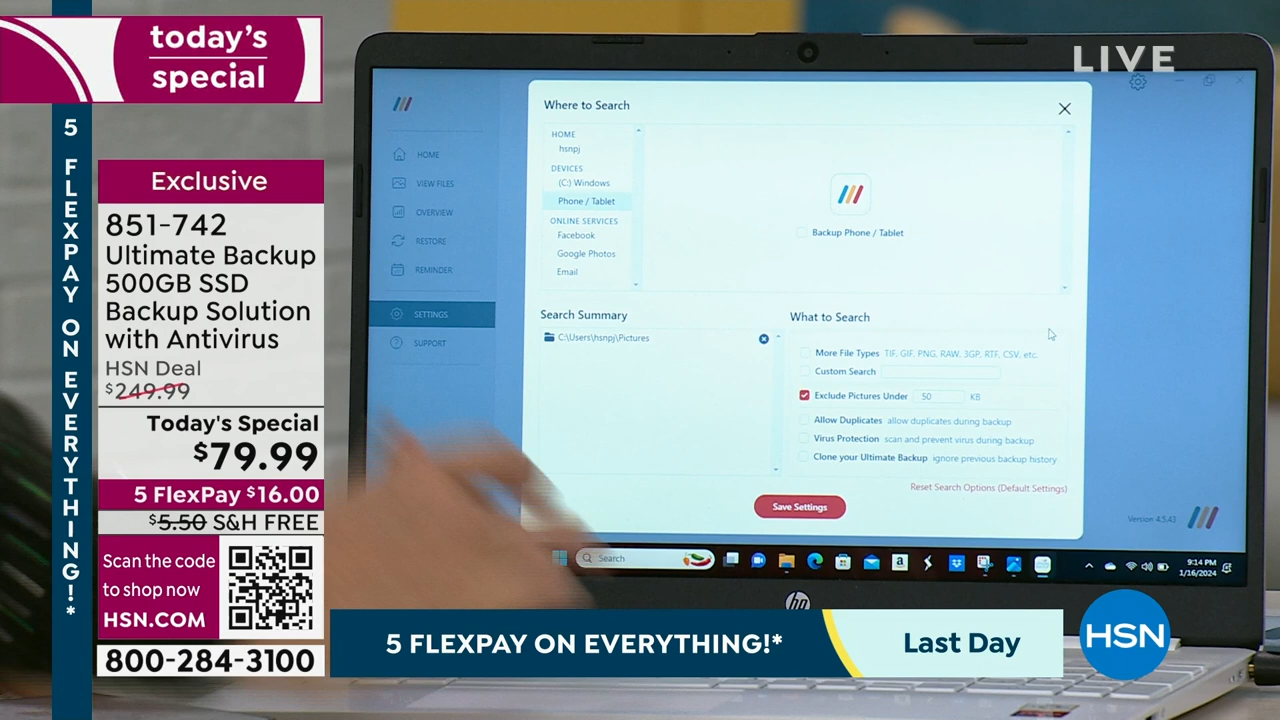 today's
special
5 FLEXPAY ON EVERYTHING!*
Exclusive
851-742
Ultimate Backup
500GB SSD
Backup Solution
with Antivirus
HSN Deal
$249.99
Today's Special
$79.99
5 FlexPay $16.00
$5.50 S&H FREE
Scan the code
to shop now
HSN.COM
800-284-3100
LIVE
Where to Search
HOME
hsnpj
DEVICES
(C:) Windows
Phone / Tablet
ONLINE SERVICES
Facebook
Google Photos
Email
Backup Phone / Tablet
HOME
VIEW FILES
OVERVIEW
RESTORE
REMINDER
SETTINGS
SUPPORT
Search Summary
C:\Users\hsnpj\Pictures
What to Search
More File Types TIF, GIF, PNG, RAW, 3GP, RTF, CSV, etc.
Custom Search
Exclude Pictures Under 50 KB
Allow Duplicates allow duplicates during backup
Virus Protection scan and prevent virus during backup
Clone your Ultimate Backup ignore previous backup history
Reset Search Options (Default Settings)
Save Settings
Version 4.5.43
Search
9:14 PM
1/16/2024
hp
5 FLEXPAY ON EVERYTHING!*
Last Day
HSN